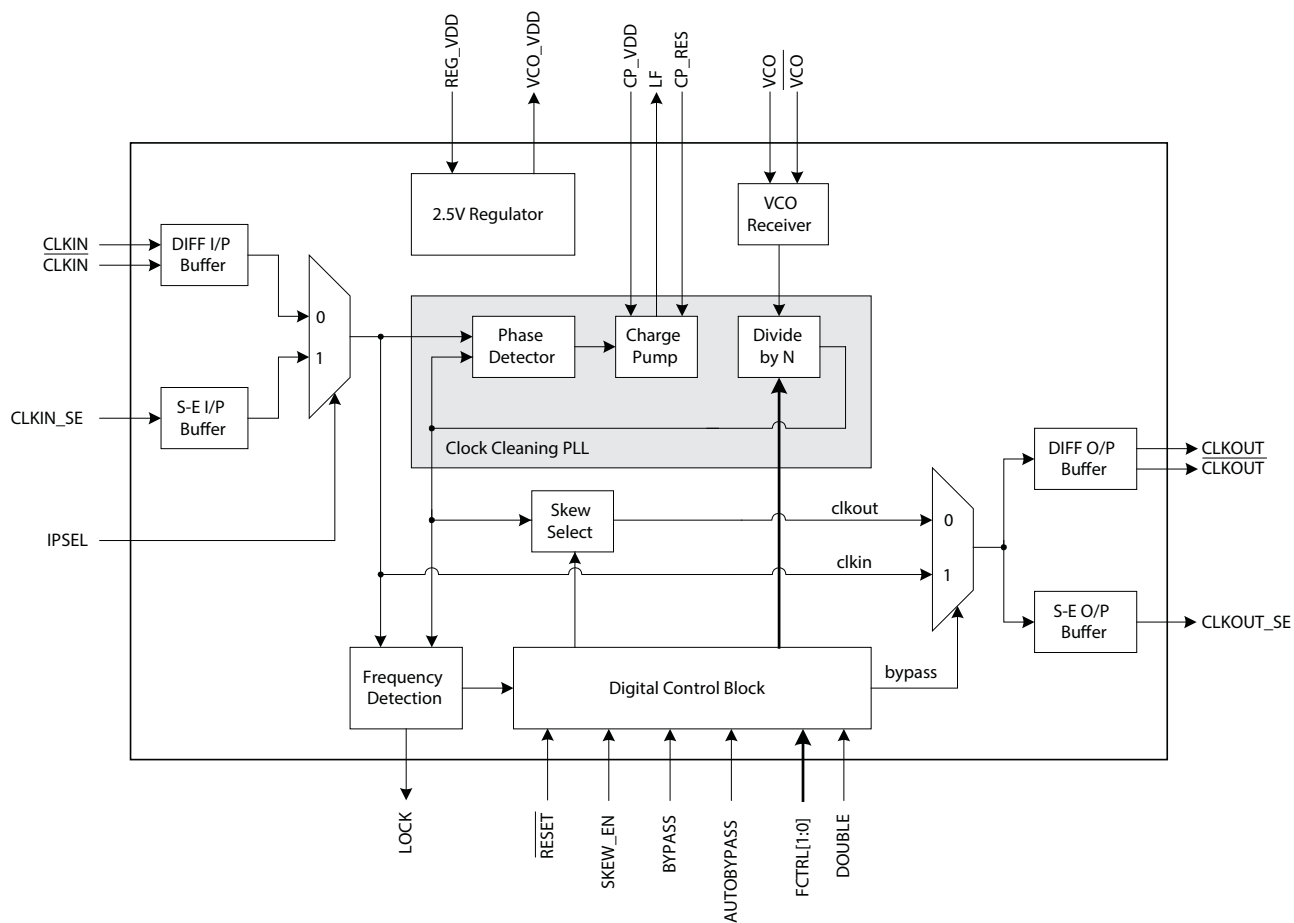 REG_VDD
VCO_VDD
CP_VDD
LF
CP_RES
VCO
VCO
2.5V Regulator
VCO
Receiver
CLKIN
CLKIN
DIFF I/P
Buffer
0
1
Phase
Detector
Charge
Pump
Divide
by N
CLKIN_SE
S-E I/P
Buffer
Clock Cleaning PLL
DIFF O/P
Buffer
CLKOUT
CLKOUT
IPSEL
Skew
Select
clkout
0
clkin
1
S-E O/P
Buffer
CLKOUT_SE
Frequency
Detection
Digital Control Block
bypass
LOCK
RESET
SKEW_EN
BYPASS
AUTOBYPASS
FCTRL[1:0]
DOUBLE